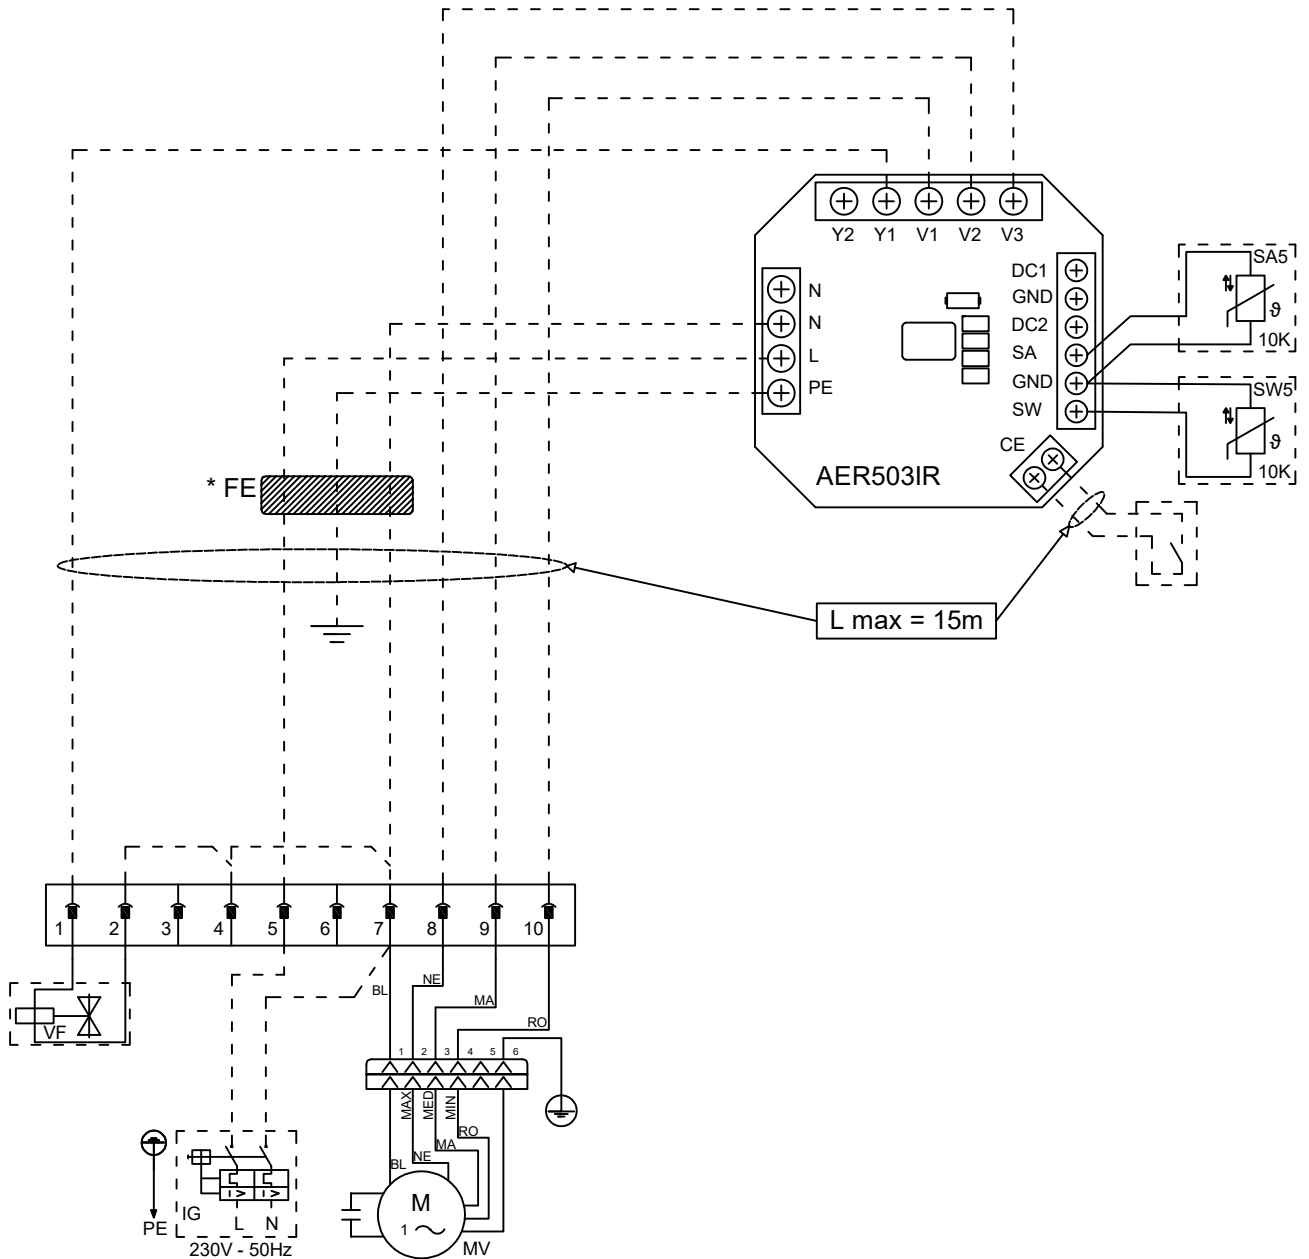 Y2 Y1 V1 V2 V3
N
N
L
PE
DC1
GND
DC2
SA
GND
SW
CE
AER503IR
SA5
ϑ
10K
SW5
ϑ
10K
* FE
L max = 15m
1 2 3 4 5 6 7 8 9 10
VF
BL
NE
MA
RO
1 2 3 4 5 6
MAX
MED
MIN
RO
MA
NE
BL
M
1
MV
PE
IG
I > I >
L N
230V - 50Hz